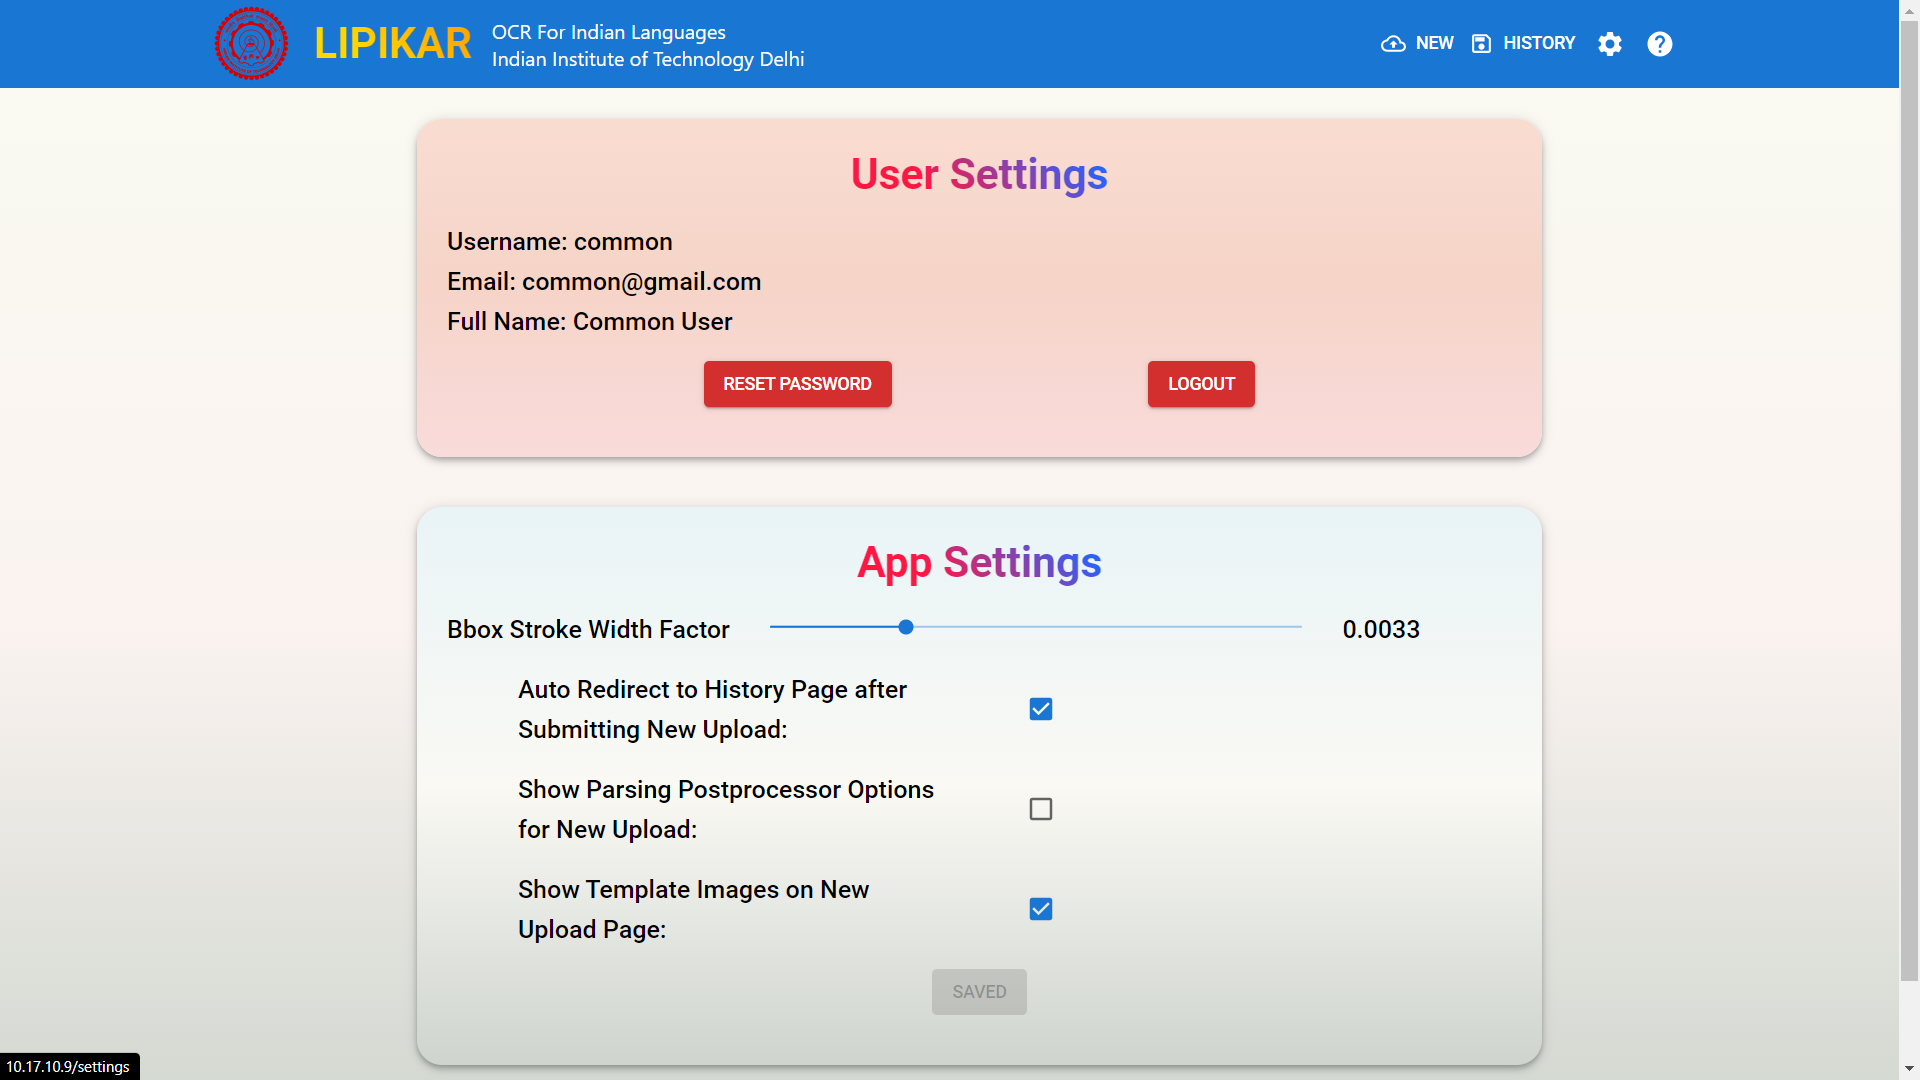 LIPIKAR
OCR For Indian Languages
Indian Institute of Technology Delhi
NEW
HISTORY
User Settings
Username: common
Email: common@gmail.com
Full Name: Common User
RESET PASSWORD
LOGOUT
App Settings
Bbox Stroke Width Factor
0.0033
Auto Redirect to History Page after
Submitting New Upload:
Show Parsing Postprocessor Options
for New Upload:
Show Template Images on New
Upload Page:
SAVED
10.17.10.9/settings